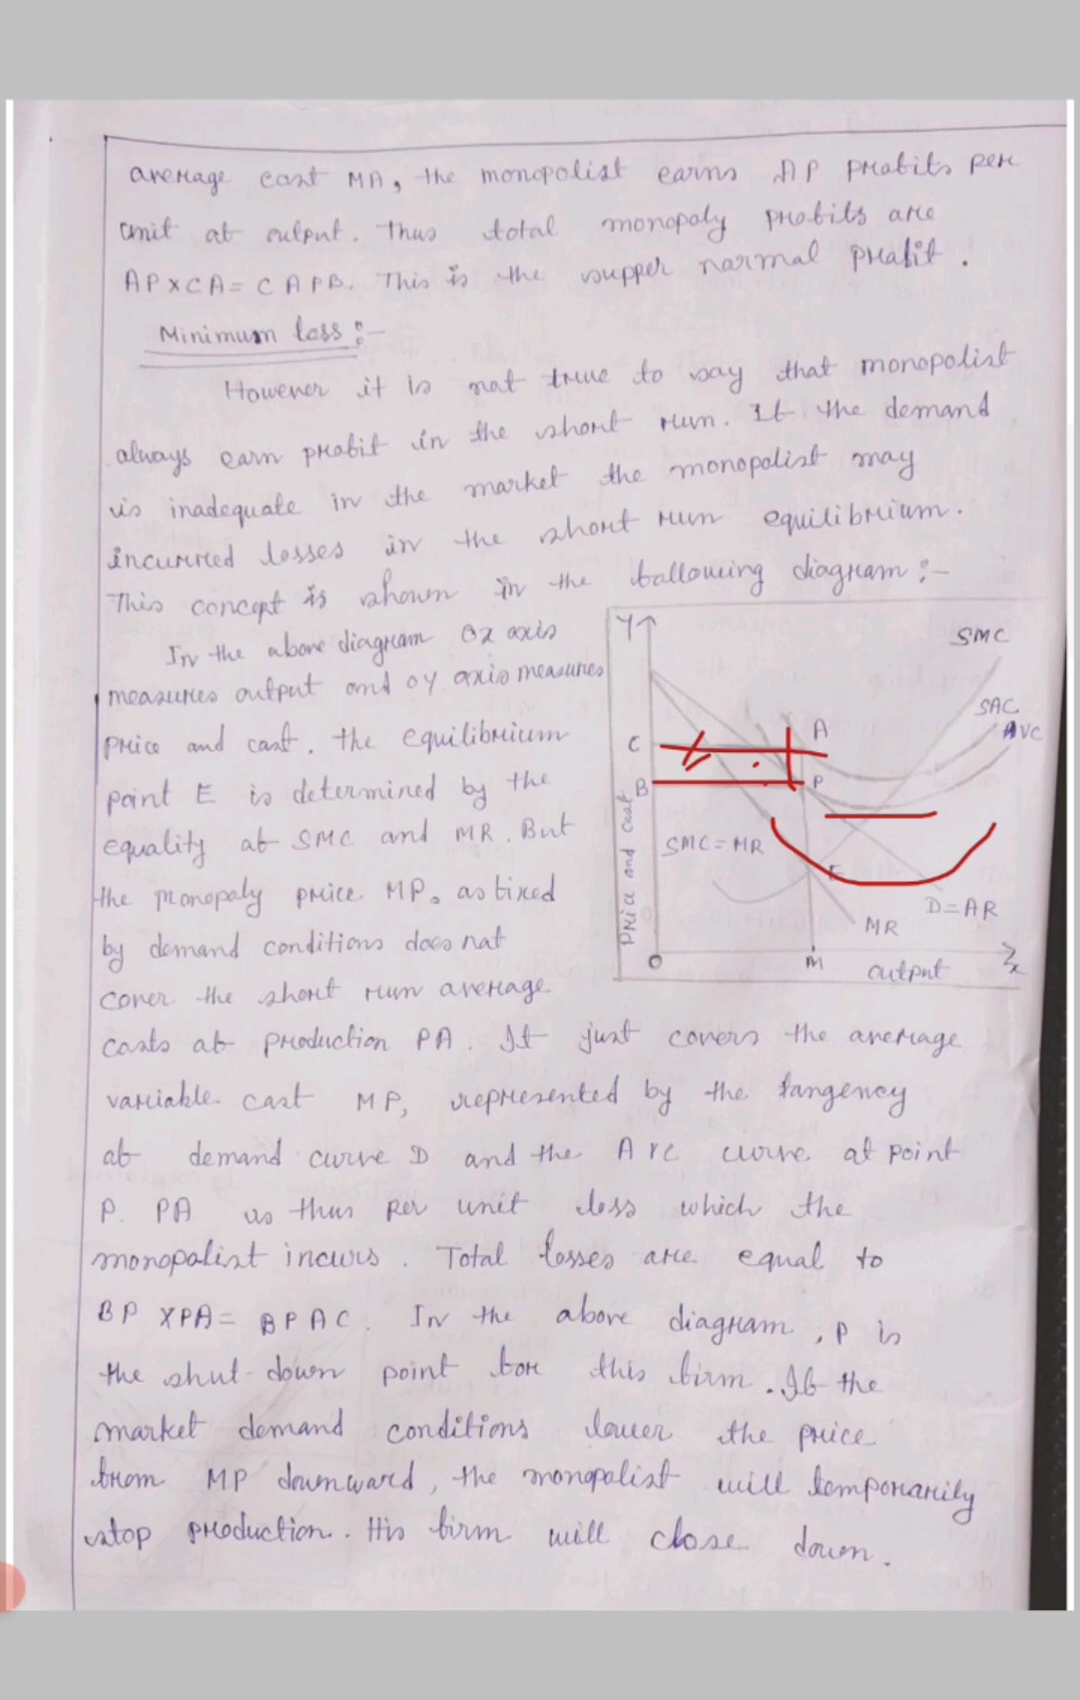 average cost MA, the monopolist earns AP profits per
unit of output. Thus total monopoly profits are
AP X CA = CAPB. This is the supper normal profit.
Minimum loss :-
However it is not true to say that monopolist
always earn profit in the short run. If the demand
is inadequate in the market the monopolist may
incurred losses in the short run equilibrium.
This concept is shown in the following diagram :-
In the above diagram OX axis
measures output and OY axis measures
price and cost. The equilibrium
point E is determined by the
equality of SMC and MR. But
the monopoly price MP. as fixed
by demand conditions does not
cover the short run average
costs of production PA. It just covers the average
variable cost MP, represented by the tangency
of demand curve D and the AVC curve at point
P. PA is thus per unit loss which the
monopolist incurs. Total losses are equal to
BP X PA = BPAC. In the above diagram, P is
the shut-down point for this firm. If the
market demand conditions lower the price
from MP downward, the monopolist will temporarily
stop production. His firm will close down.
Y
SMC
SAC
AVC
C
A
B
P
SMC = MR
E
D=AR
MR
Price and cost
O
M
output
X